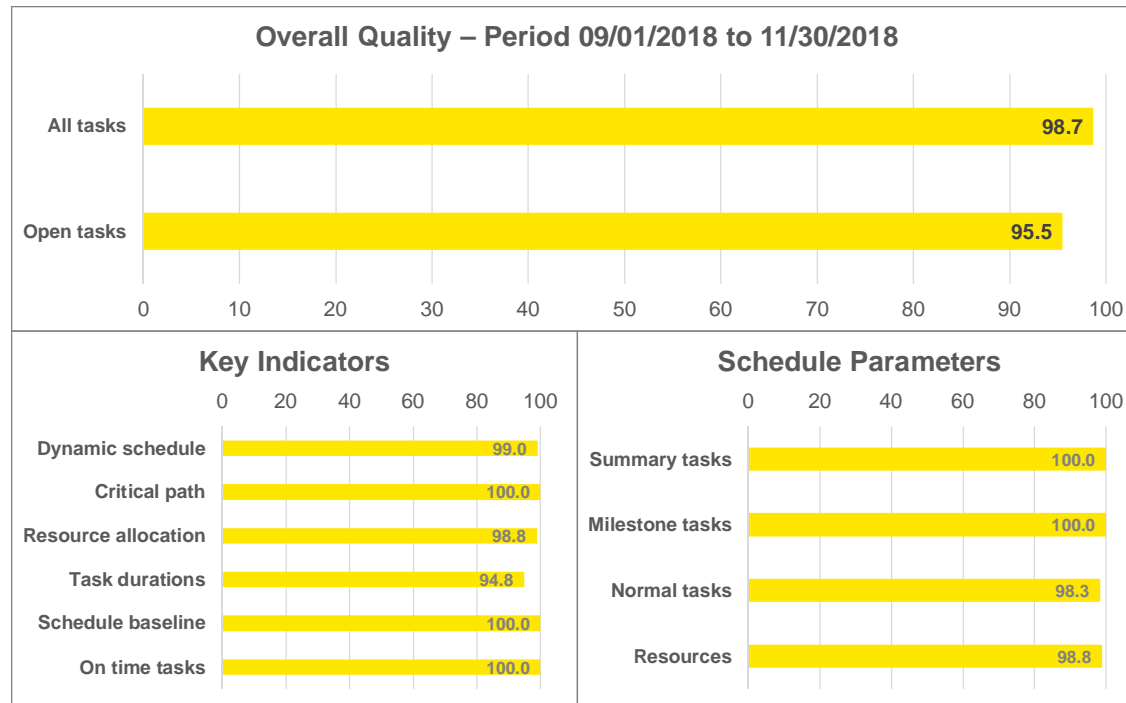 Overall Quality – Period 09/01/2018 to 11/30/2018
All tasks 98.7
Open tasks 95.5
0 10 20 30 40 50 60 70 80 90 100
Key Indicators
0 20 40 60 80 100
Dynamic schedule 99.0
Critical path 100.0
Resource allocation 98.8
Task durations 94.8
Schedule baseline 100.0
On time tasks 100.0
Schedule Parameters
0 20 40 60 80 100
Summary tasks 100.0
Milestone tasks 100.0
Normal tasks 98.3
Resources 98.8